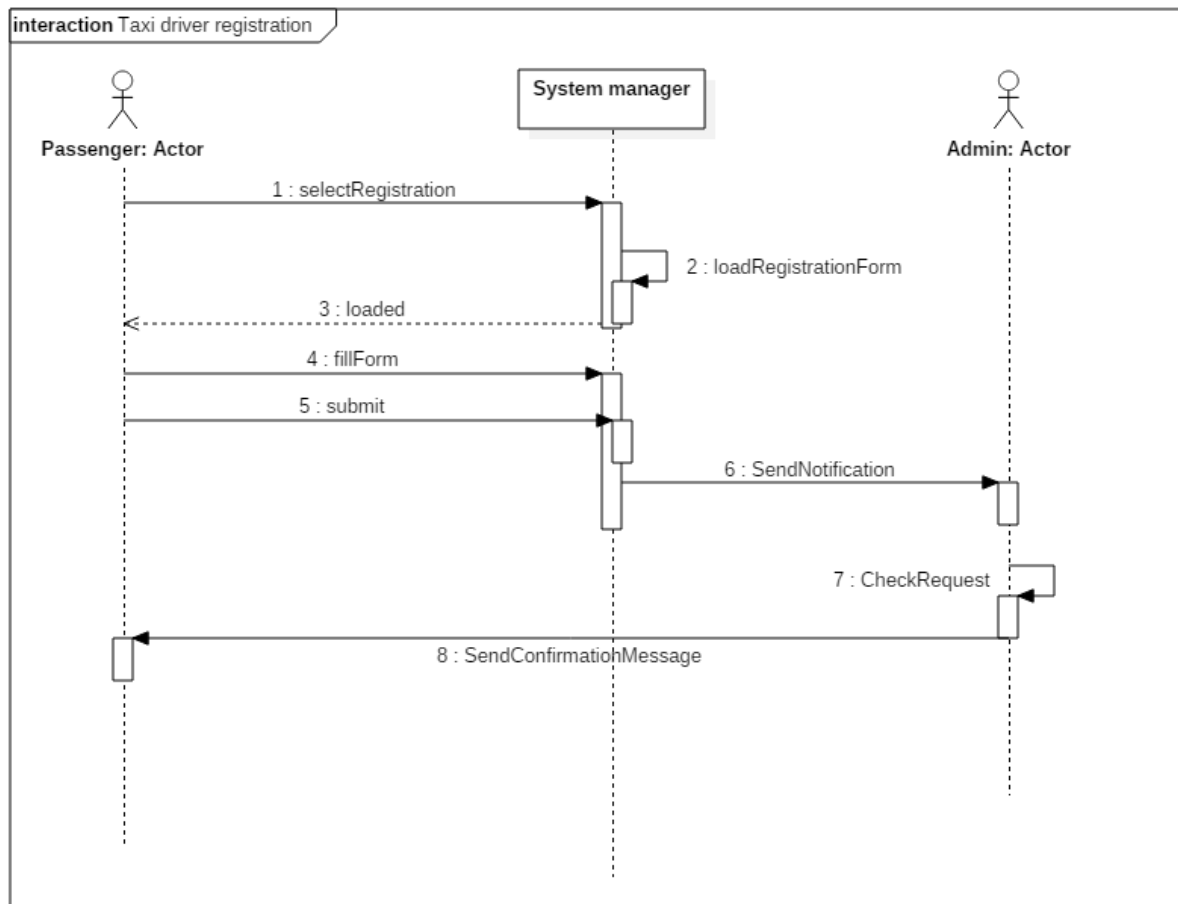 interaction Taxi driver registration
System manager
Passenger: Actor
Admin: Actor
1 : selectRegistration
2 : loadRegistrationForm
3 : loaded
4 : fillForm
5 : submit
6 : SendNotification
7 : CheckRequest
8 : SendConfirmationMessage